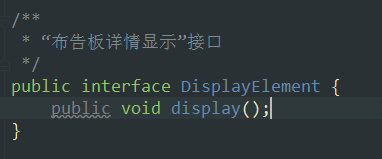 /**
 * “布告板详情显示”接口
 */
public interface DisplayElement {
    public void display();
}